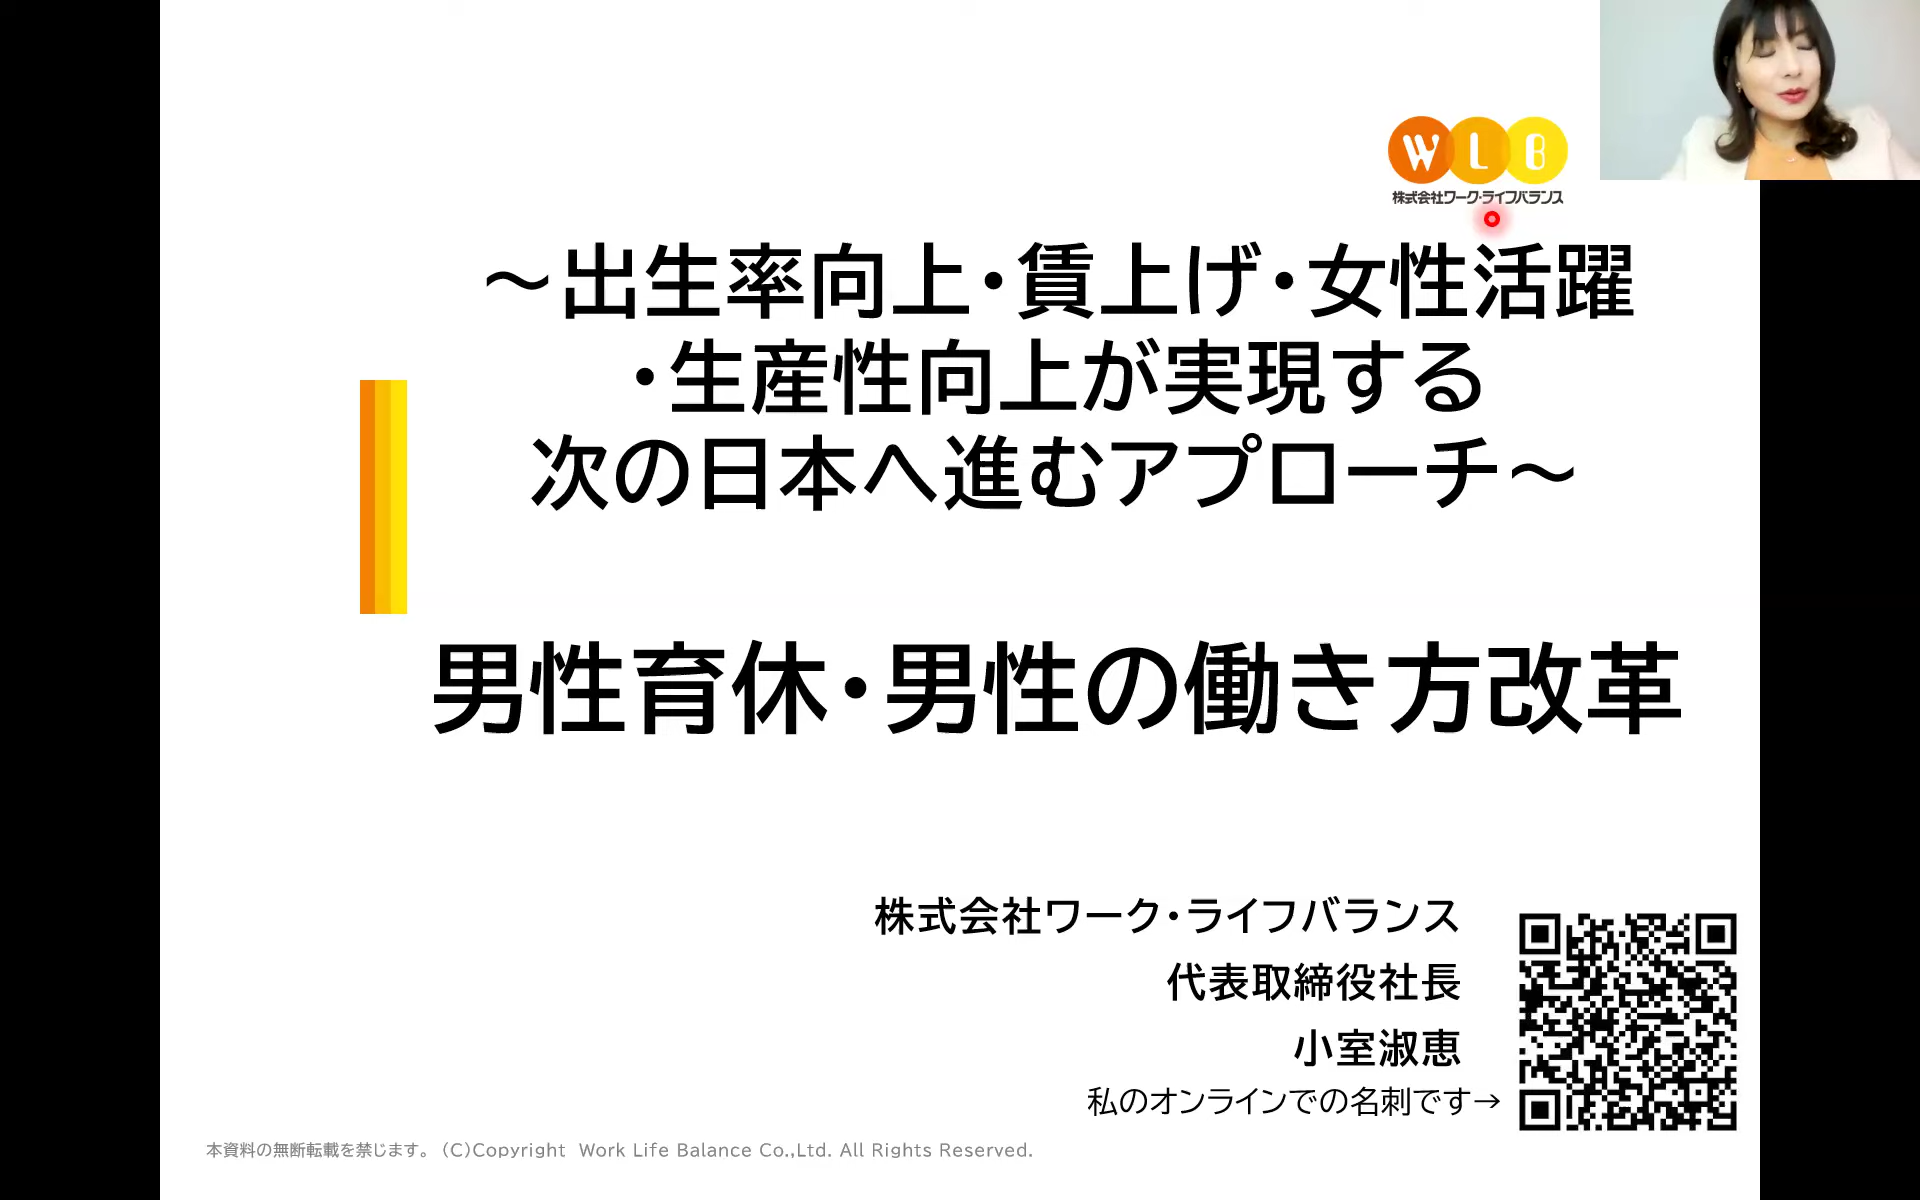 WLB
株式会社ワーク・ライフバランス
～出生率向上・賃上げ・女性活躍
・生産性向上が実現する
次の日本へ進むアプローチ～
男性育休・男性の働き方改革
株式会社ワーク・ライフバランス
代表取締役社長
小室淑恵
私のオンラインでの名刺です→
本資料の無断転載を禁じます。(C)Copyright Work Life Balance Co.,Ltd. All Rights Reserved.